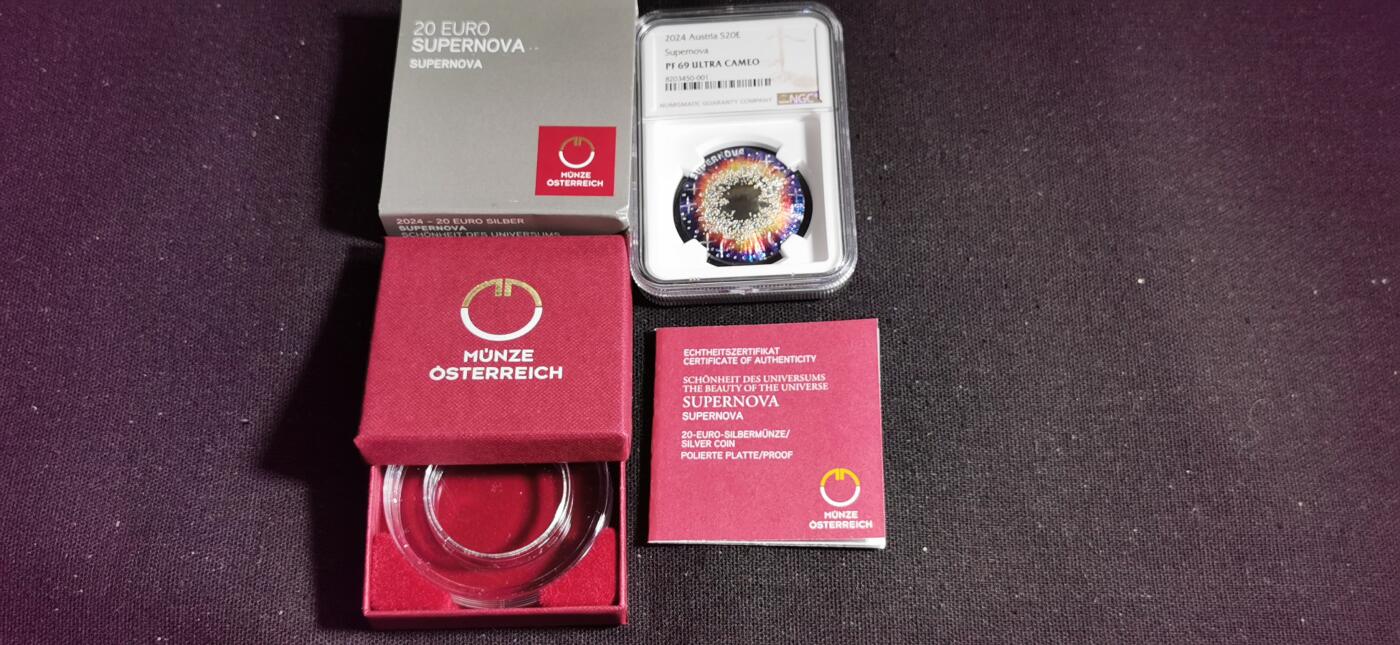 20 EURO
SUPERNOVA
SUPERNOVA
MÜNZE
ÖSTERREICH
2024 – 20 EURO SILBER
SUPERNOVA
SCHÖNHEIT DES UNIVERSUMS
MÜNZE
ÖSTERREICH
2024 Austria S20E
Supernova
PF 69 ULTRA CAMEO
8203450-001
NUMISMATIC GUARANTY COMPANY
NGC
SUPERNOVA
ECHTHEITSZERTIFIKAT
CERTIFICATE OF AUTHENTICITY
SCHÖNHEIT DES UNIVERSUMS
THE BEAUTY OF THE UNIVERSE
SUPERNOVA
SUPERNOVA
20-EURO-SILBERMÜNZE/
SILVER COIN
POLIERTE PLATTE/PROOF
MÜNZE
ÖSTERREICH